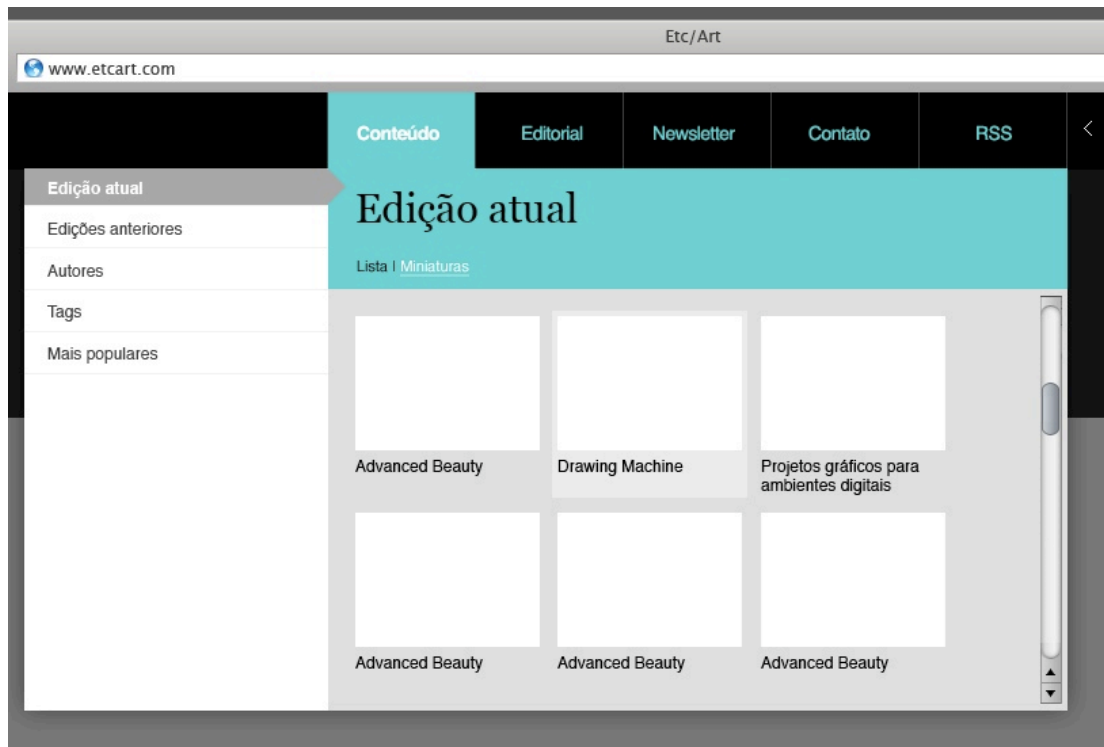 Etc/Art
www.etcart.com
Conteúdo Editorial Newsletter Contato RSS
Edição atual
Edições anteriores
Autores
Tags
Mais populares
Edição atual
Lista | Miniaturas
Advanced Beauty
Drawing Machine
Projetos gráficos para
ambientes digitais
Advanced Beauty
Advanced Beauty
Advanced Beauty